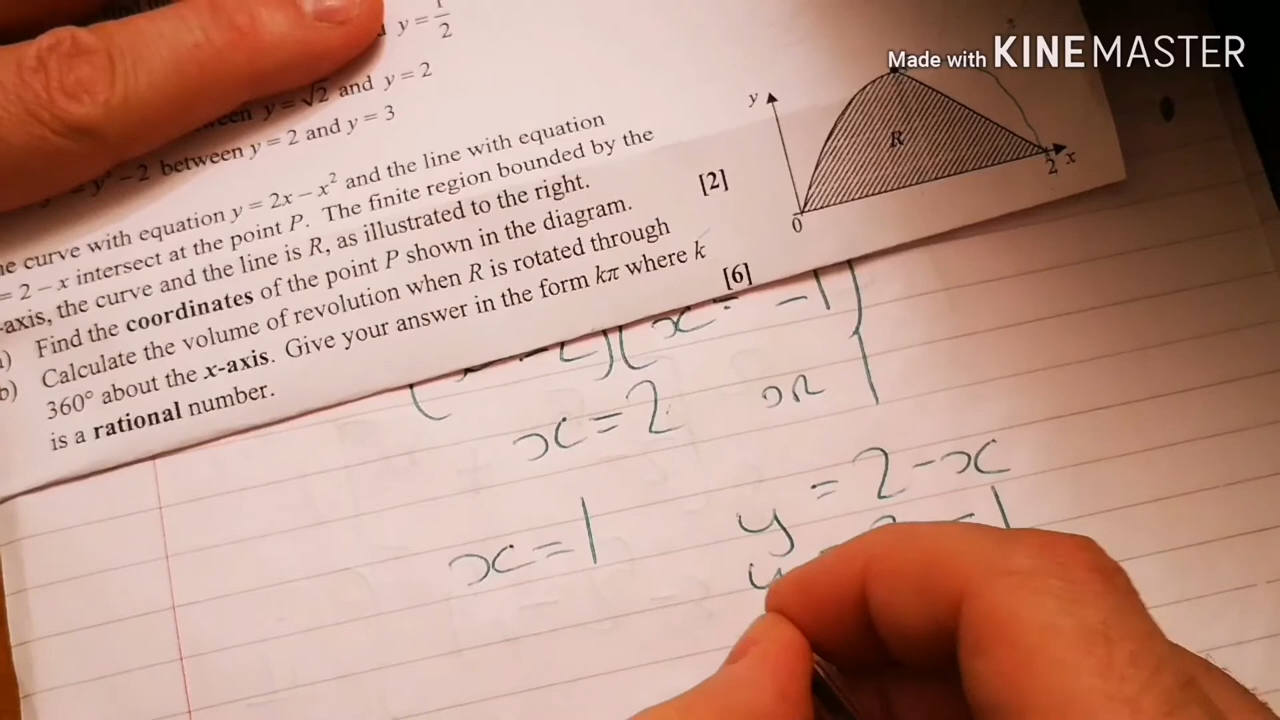 y = 1/2
y = √2 and y = 2
− 2 between y = 2 and y = 3
curve with equation y = 2x − x² and the line with equation
= 2 − x intersect at the point P. The finite region bounded by the
-axis, the curve and the line is R, as illustrated to the right.
Find the coordinates of the point P shown in the diagram. [2]
b) Calculate the volume of revolution when R is rotated through
360° about the x-axis. Give your answer in the form kπ where k
is a rational number. [6]
Made with KINEMASTER
y
R
0
2 x
x = 2 OR 1
x = 1 y = 2 − x